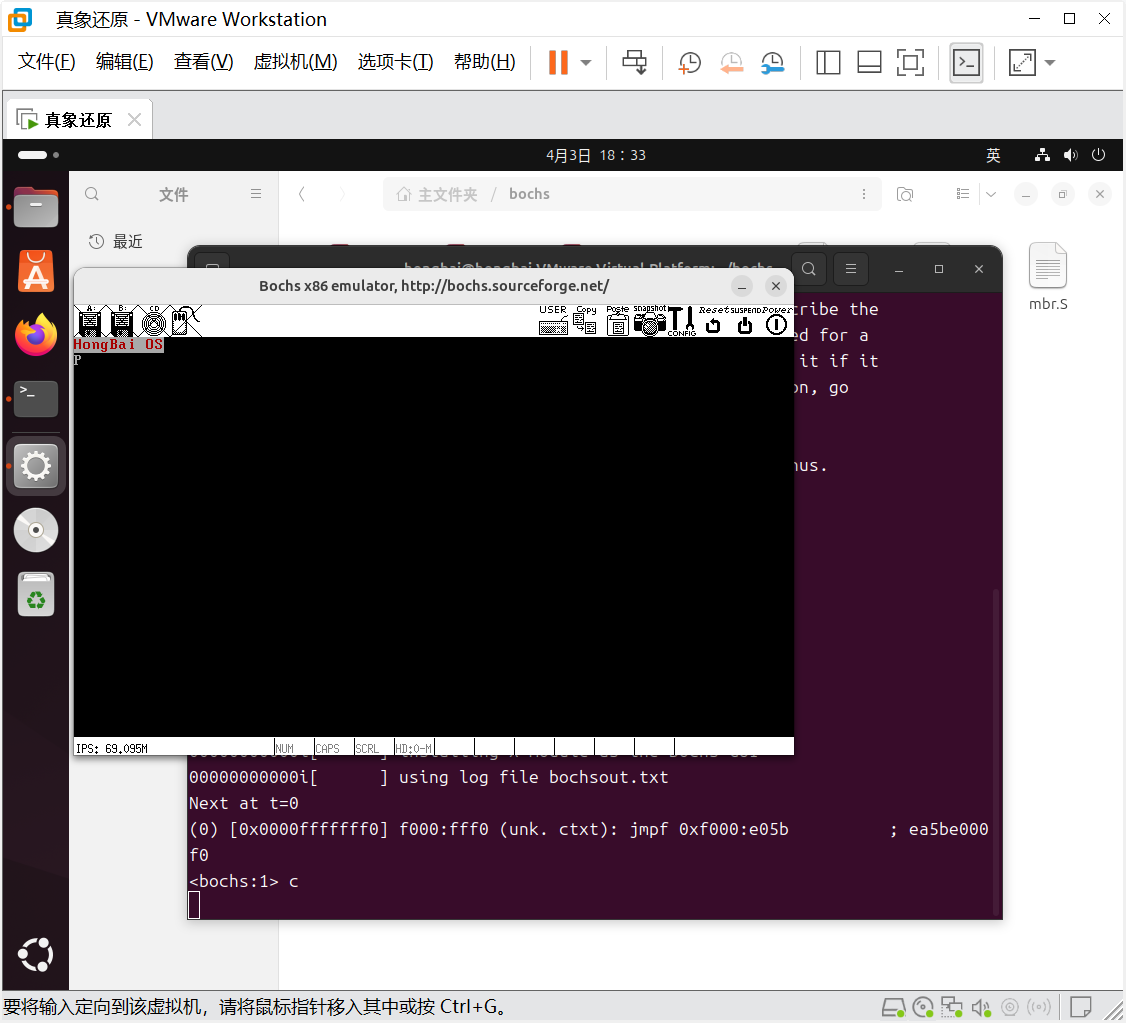 真象还原 - VMware Workstation
文件(F) 编辑(E) 查看(V) 虚拟机(M) 选项卡(T) 帮助(H)
真象还原
4月3日 18：33
英
文件
主文件夹 / bochs
最近
Bochs x86 emulator, http://bochs.sourceforge.net/
A: B: CD
USER Copy Paste snapshot CONFIG Reset SUSPEND Power
HongBai OS
P
cribe the
ed for a
it if it
on, go
nus.
mbr.S
IPS: 69.095M NUM CAPS SCRL HD:0-M
00000000000i[      ] using log file bochsout.txt
Next at t=0
(0) [0x0000fffffff0] f000:fff0 (unk. ctxt): jmpf 0xf000:e05b          ; ea5be000
f0
<bochs:1> c
要将输入定向到该虚拟机，请将鼠标指针移入其中或按 Ctrl+G。